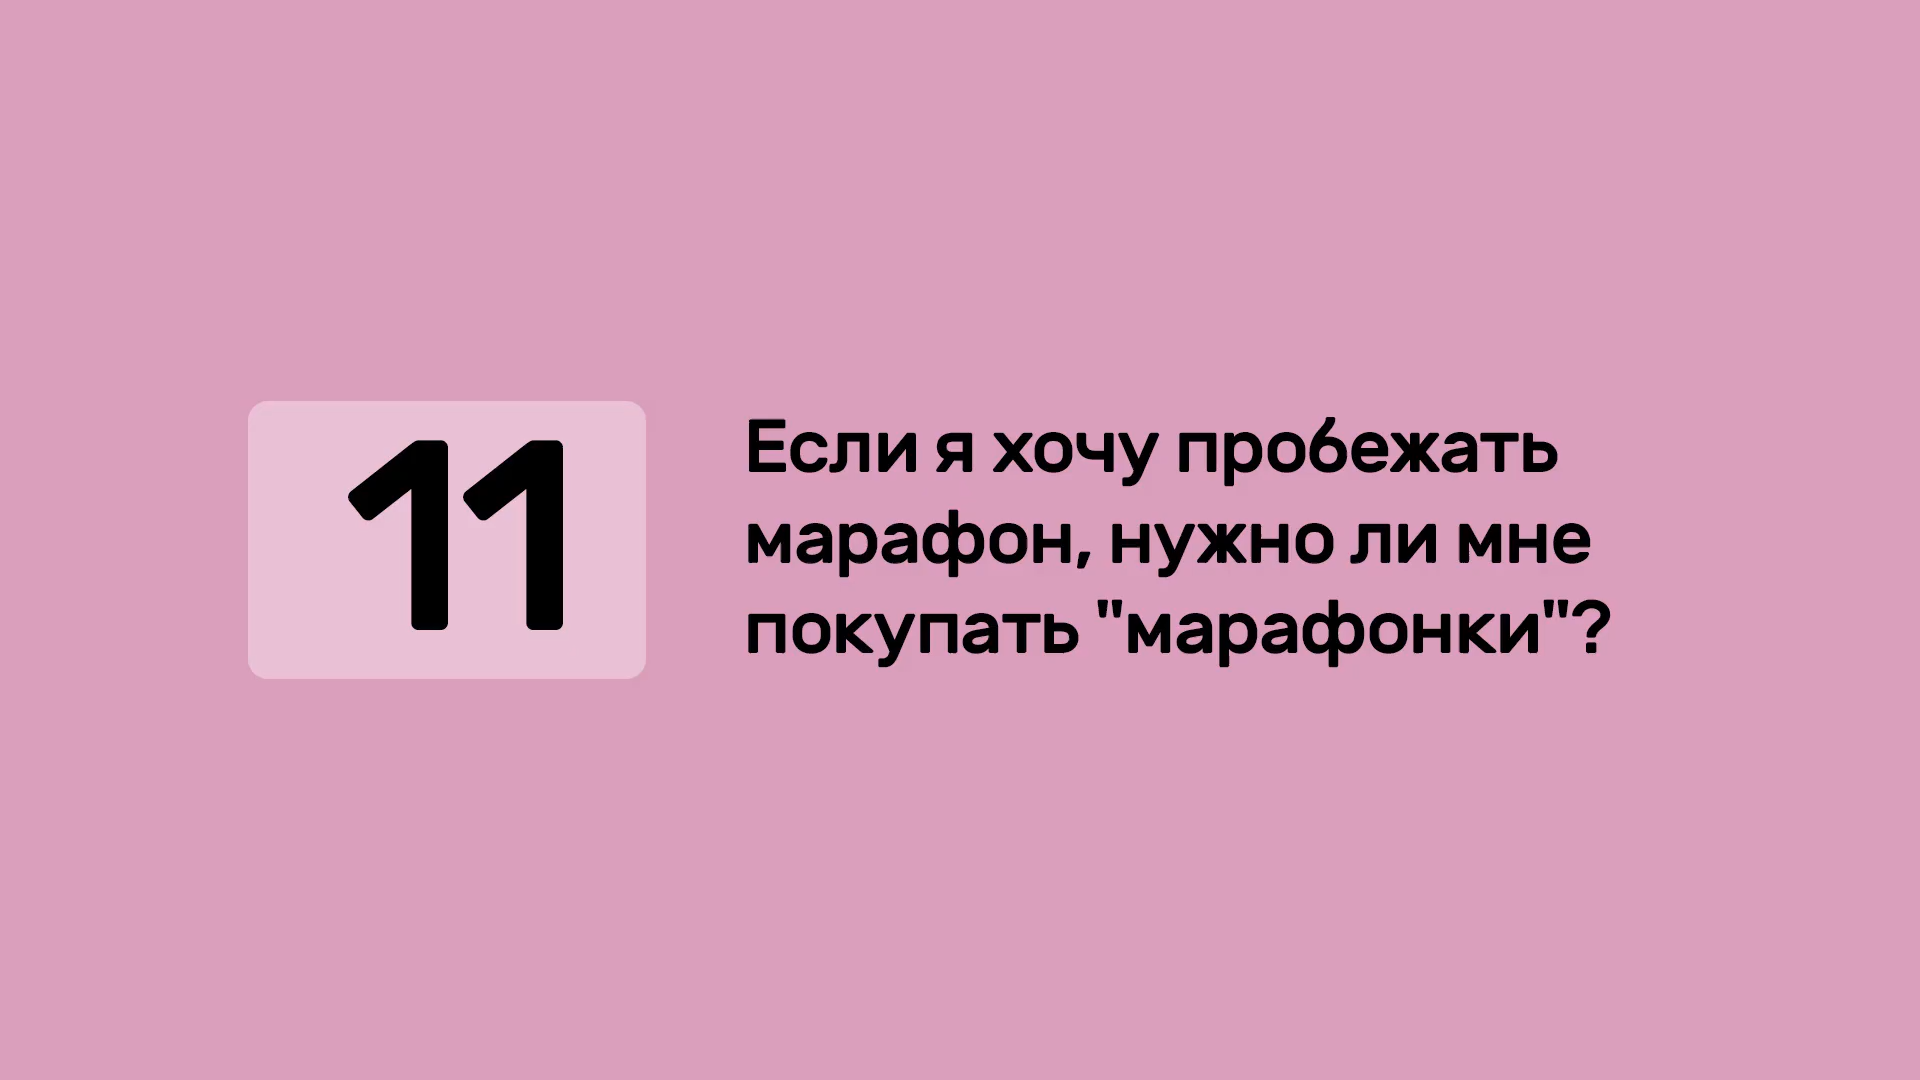 11
Если я хочу пробежать
марафон, нужно ли мне
покупать "марафонки"?